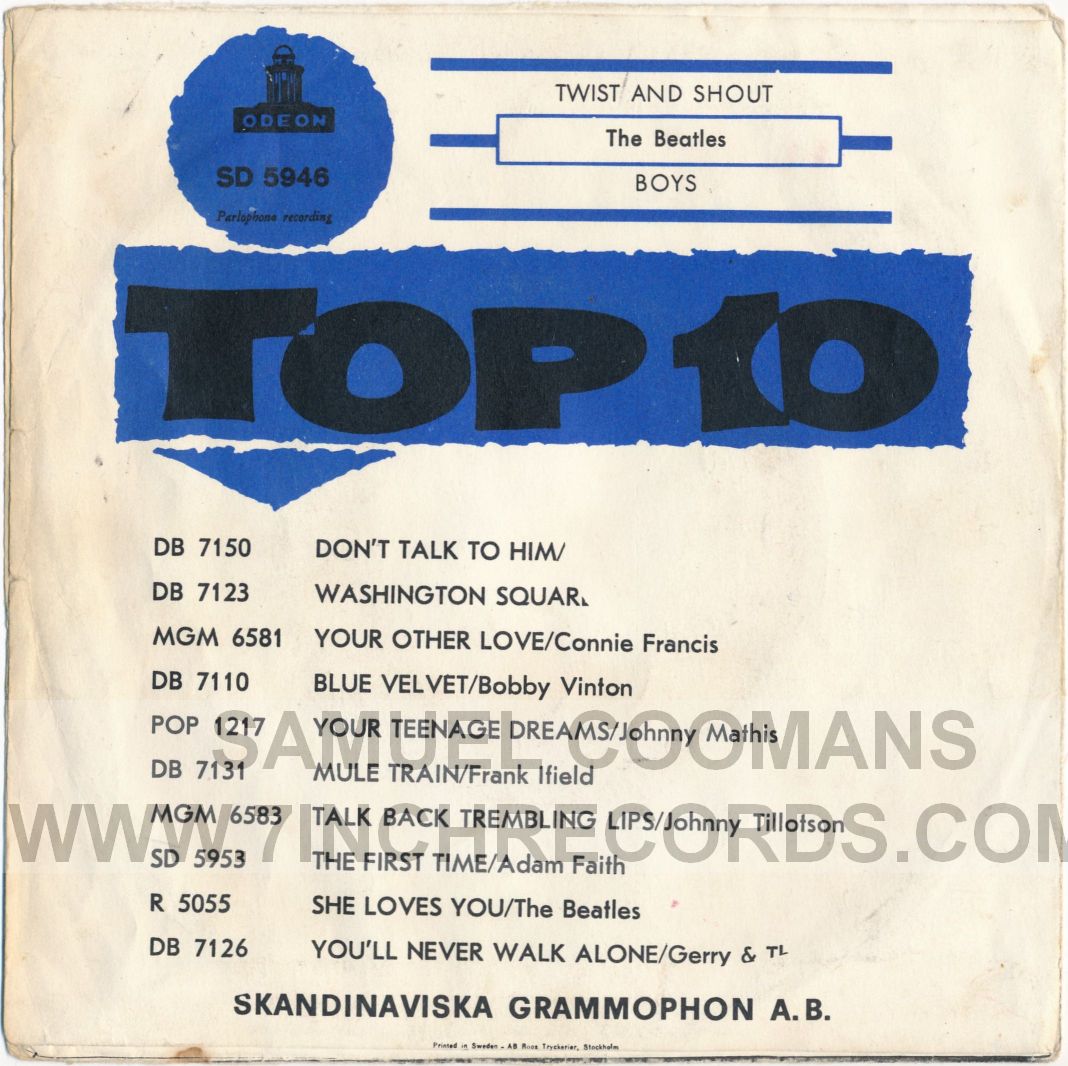 ODEON
SD 5946
Parlophone recording
TWIST AND SHOUT
The Beatles
BOYS
TOP 10
DB 7150 DON'T TALK TO HIM/
DB 7123 WASHINGTON
MGM 6581 YOUR OTHER LOVE/Connie Francis
DB 7110 BLUE VELVET/Bobby Vinton
POP 1217 YOUR TEENAGE DREAMS/Johnny Mathis
DB 7131 MULE TRAIN/Frank Ifield
MGM 6583 TALK BACK TREMBLING LIPS/Johnny Tillotson
SD 5953 THE FIRST TIME/Adam Faith
R 5055 SHE LOVES YOU/The Beatles
DB 7126 YOU'LL NEVER WALK ALONE/Gerry &
SKANDINAVISKA GRAMMOPHON A.B.
Printed in Sweden - AB Roos Tryckerier, Stockholm
SAMUEL COOMANS
WWW.7INCHRECORDS.COM